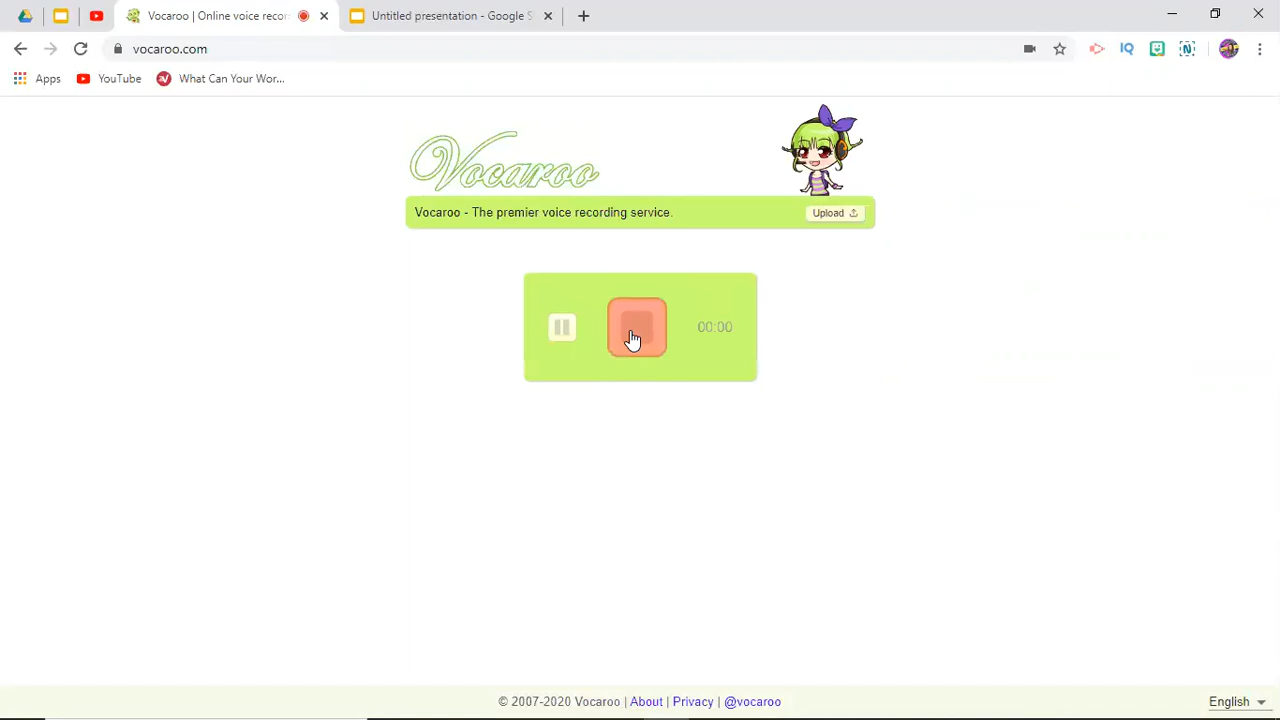 Vocaroo | Online voice recor
Untitled presentation - Google S
vocaroo.com
IQ
N
Apps
YouTube
What Can Your Wor...
Vocaroo
Vocaroo - The premier voice recording service.
Upload
00:00
© 2007-2020 Vocaroo | About | Privacy | @vocaroo
English